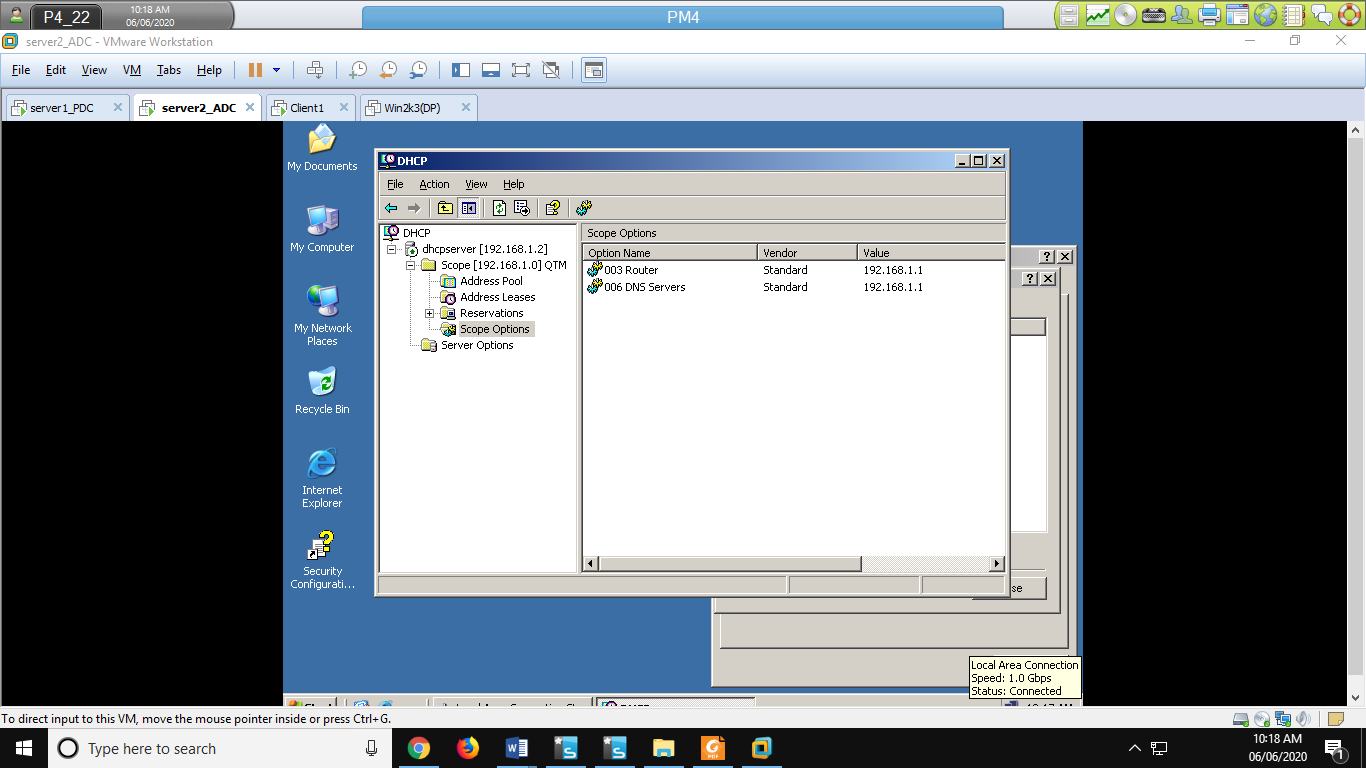 P4_22
10:18 AM
06/06/2020
PM4
server2_ADC - VMware Workstation
File Edit View VM Tabs Help
server1_PDC
server2_ADC
Client1
Win2k3(DP)
My Documents
My Computer
My Network
Places
Recycle Bin
Internet
Explorer
Security
Configurati...
DHCP
File Action View Help
DHCP
dhcpserver [192.168.1.2]
Scope [192.168.1.0] QTM
Address Pool
Address Leases
Reservations
Scope Options
Server Options
Scope Options
Option Name Vendor Value
003 Router Standard 192.168.1.1
006 DNS Servers Standard 192.168.1.1
Local Area Connection
Speed: 1.0 Gbps
Status: Connected
To direct input to this VM, move the mouse pointer inside or press Ctrl+G.
Type here to search
10:18 AM
06/06/2020
1